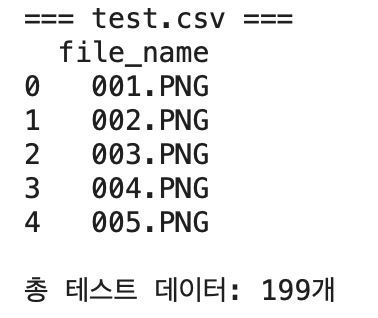 === test.csv ===
file_name
0 001.PNG
1 002.PNG
2 003.PNG
3 004.PNG
4 005.PNG
총 테스트 데이터: 199개